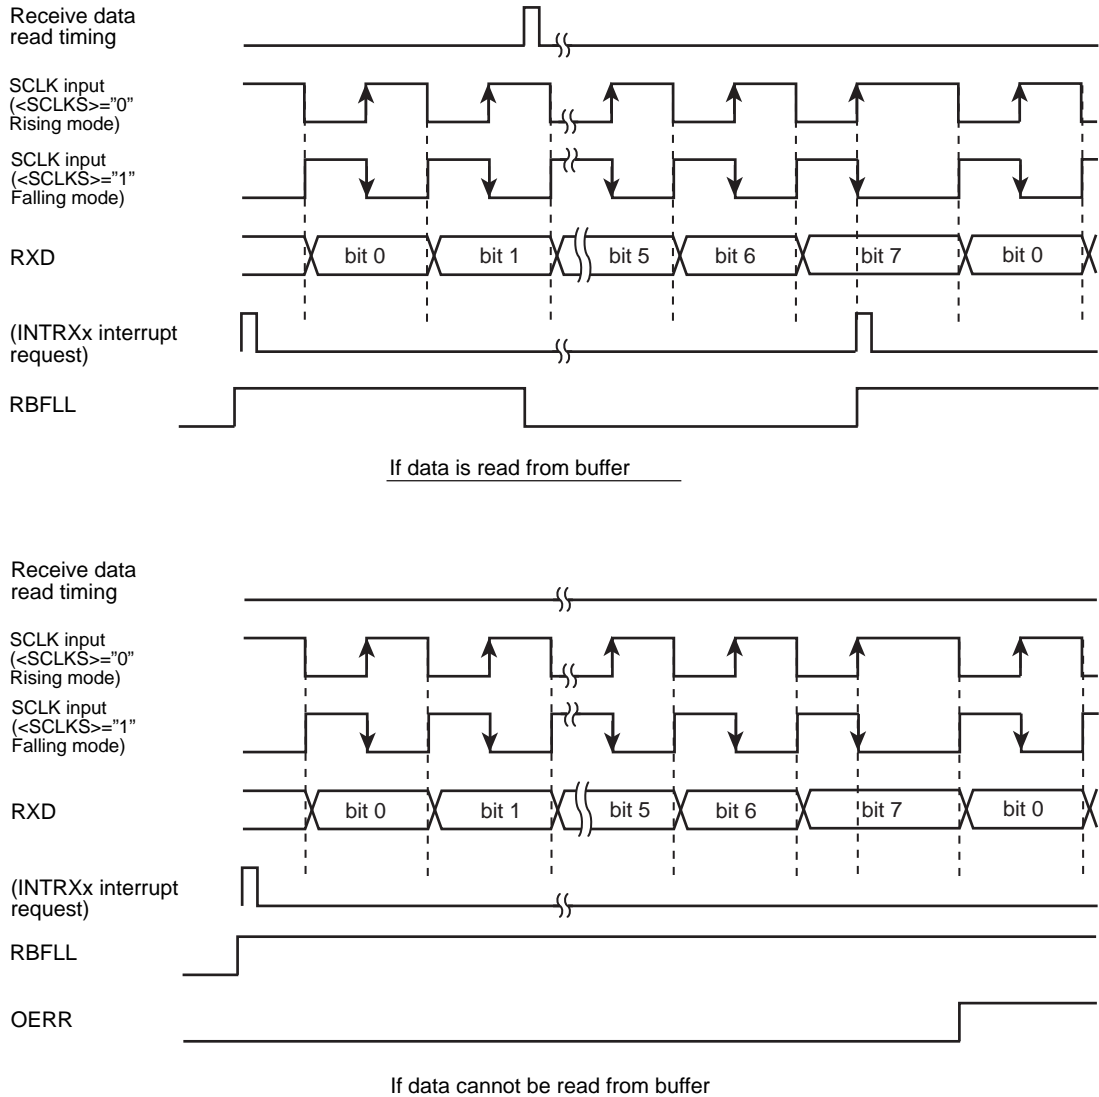 Receive data
read timing
SCLK input
(<SCLKS>="0"
Rising mode)
SCLK input
(<SCLKS>="1"
Falling mode)
RXD
bit 0
bit 1
bit 5
bit 6
bit 7
bit 0
(INTRXx interrupt
request)
RBFLL
If data is read from buffer
Receive data
read timing
SCLK input
(<SCLKS>="0"
Rising mode)
SCLK input
(<SCLKS>="1"
Falling mode)
RXD
bit 0
bit 1
bit 5
bit 6
bit 7
bit 0
(INTRXx interrupt
request)
RBFLL
OERR
If data cannot be read from buffer